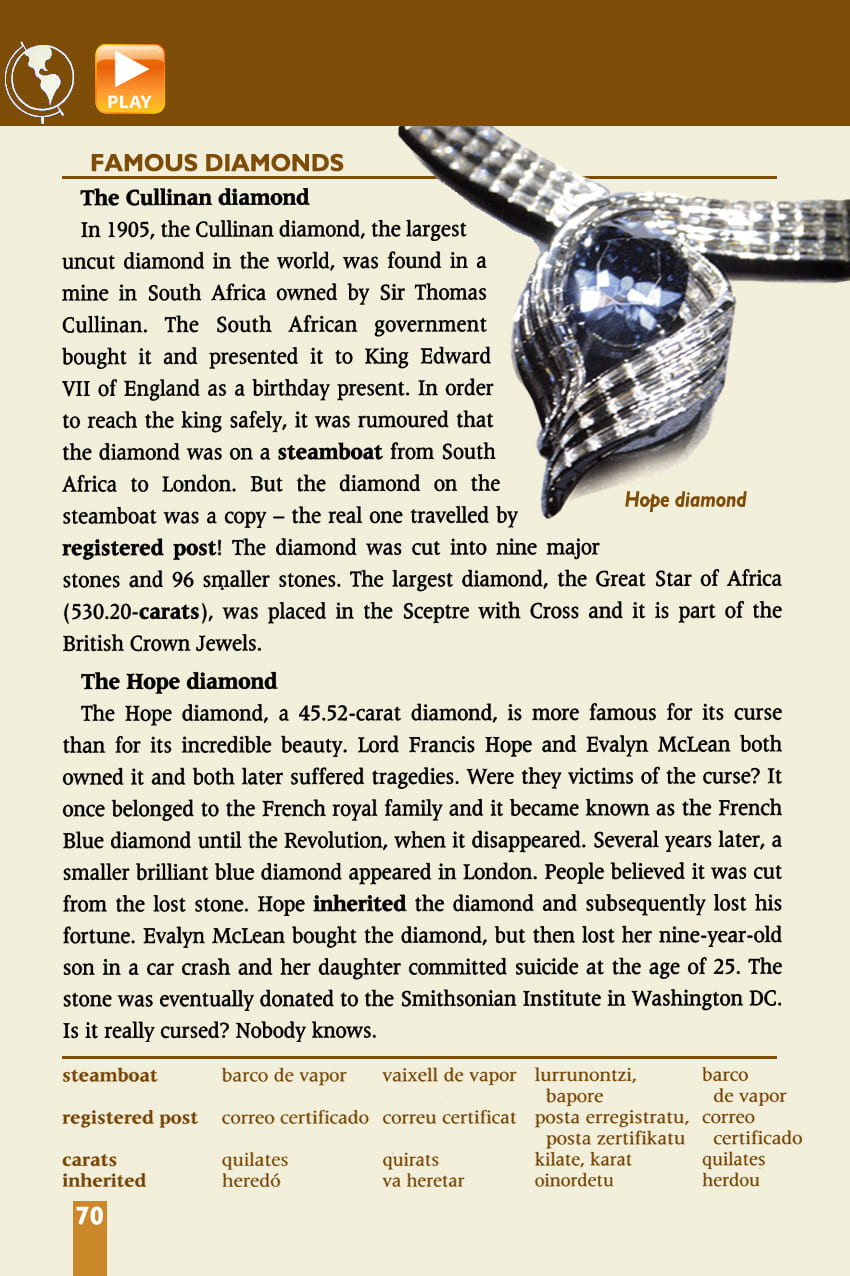 PLAY
FAMOUS DIAMONDS
The Cullinan diamond
In 1905, the Cullinan diamond, the largest
uncut diamond in the world, was found in a
mine in South Africa owned by Sir Thomas
Cullinan. The South African government
bought it and presented it to King Edward
VII of England as a birthday present. In order
to reach the king safely, it was rumoured that
the diamond was on a steamboat from South
Africa to London. But the diamond on the
steamboat was a copy – the real one travelled by
registered post! The diamond was cut into nine major
stones and 96 smaller stones. The largest diamond, the Great Star of Africa
(530.20-carats), was placed in the Sceptre with Cross and it is part of the
British Crown Jewels.
Hope diamond
The Hope diamond
The Hope diamond, a 45.52-carat diamond, is more famous for its curse
than for its incredible beauty. Lord Francis Hope and Evalyn McLean both
owned it and both later suffered tragedies. Were they victims of the curse? It
once belonged to the French royal family and it became known as the French
Blue diamond until the Revolution, when it disappeared. Several years later, a
smaller brilliant blue diamond appeared in London. People believed it was cut
from the lost stone. Hope inherited the diamond and subsequently lost his
fortune. Evalyn McLean bought the diamond, but then lost her nine-year-old
son in a car crash and her daughter committed suicide at the age of 25. The
stone was eventually donated to the Smithsonian Institute in Washington DC.
Is it really cursed? Nobody knows.
steamboat barco de vapor vaixell de vapor lurrunontzi, barco
bapore de vapor
registered post correo certificado correu certificat posta erregistratu, correo
posta zertifikatu certificado
carats quilates quirats kilate, karat quilates
inherited heredó va heretar oinordetu herdou
70